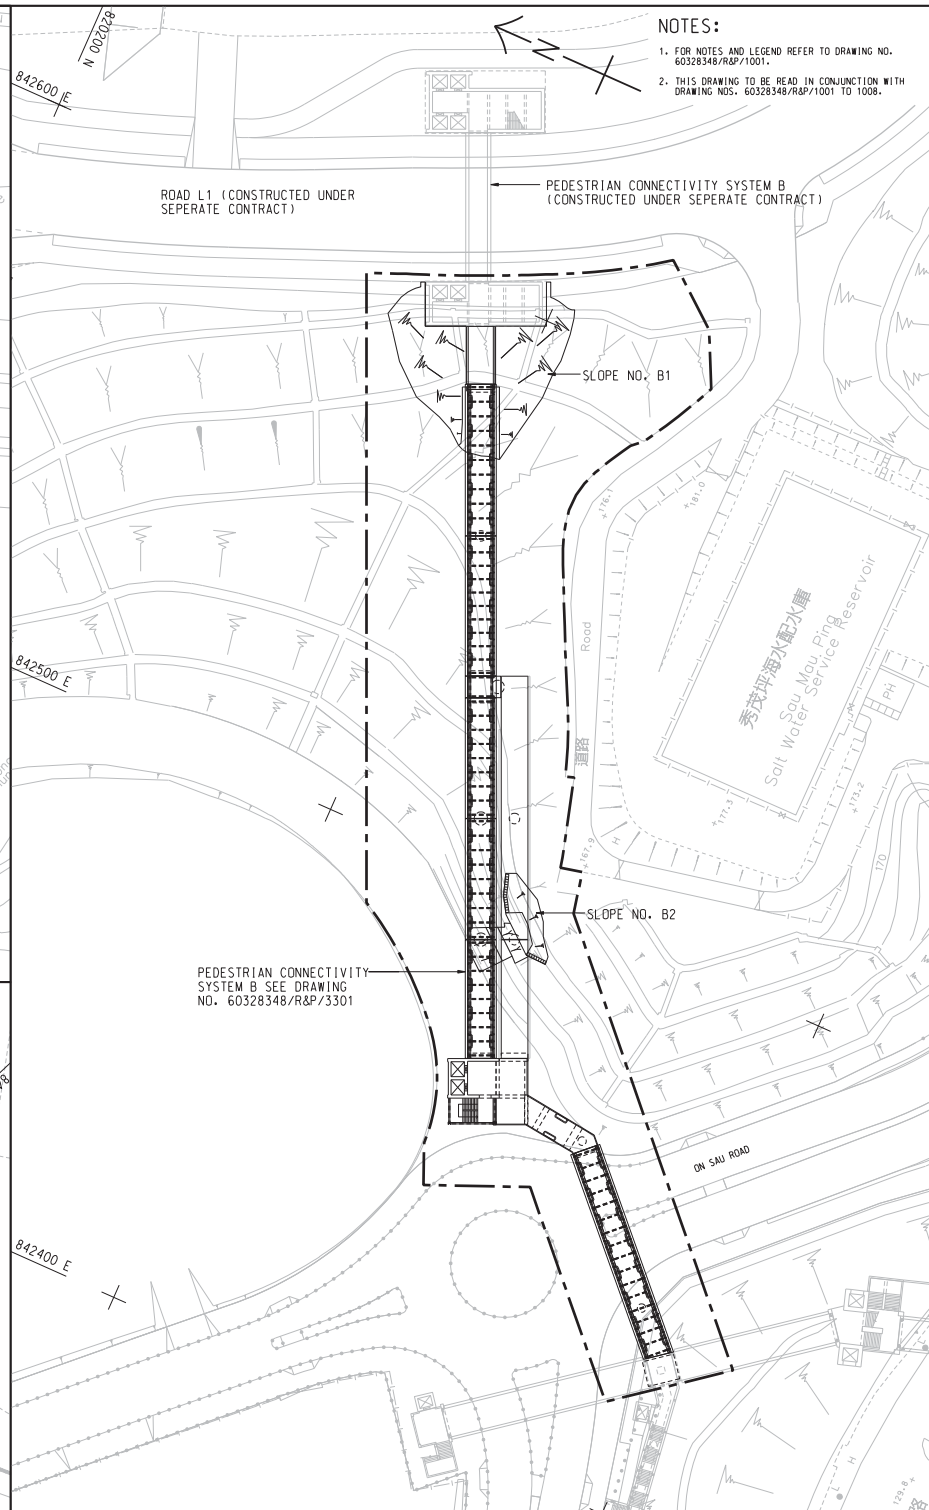 NOTES:
1. FOR NOTES AND LEGEND REFER TO DRAWING NO.
60328348/R&P/1001.
2. THIS DRAWING TO BE READ IN CONJUNCTION WITH
DRAWING NOS. 60328348/R&P/1001 TO 1008.
820200 N
842600 E
N
ROAD L1 (CONSTRUCTED UNDER
SEPERATE CONTRACT)
PEDESTRIAN CONNECTIVITY SYSTEM B
(CONSTRUCTED UNDER SEPERATE CONTRACT)
SLOPE NO. B1
+176.1
+181.0
Road
道路
842500 E
秀茂坪海水配水庫
Sau Mau Ping
Salt Water Service Reservoir
PH
+177.3
+173.2
+167.9
H
170
SLOPE NO. B2
PEDESTRIAN CONNECTIVITY
SYSTEM B SEE DRAWING
NO. 60328348/R&P/3301
ON SAU ROAD
842400 E
H
129.8+
路